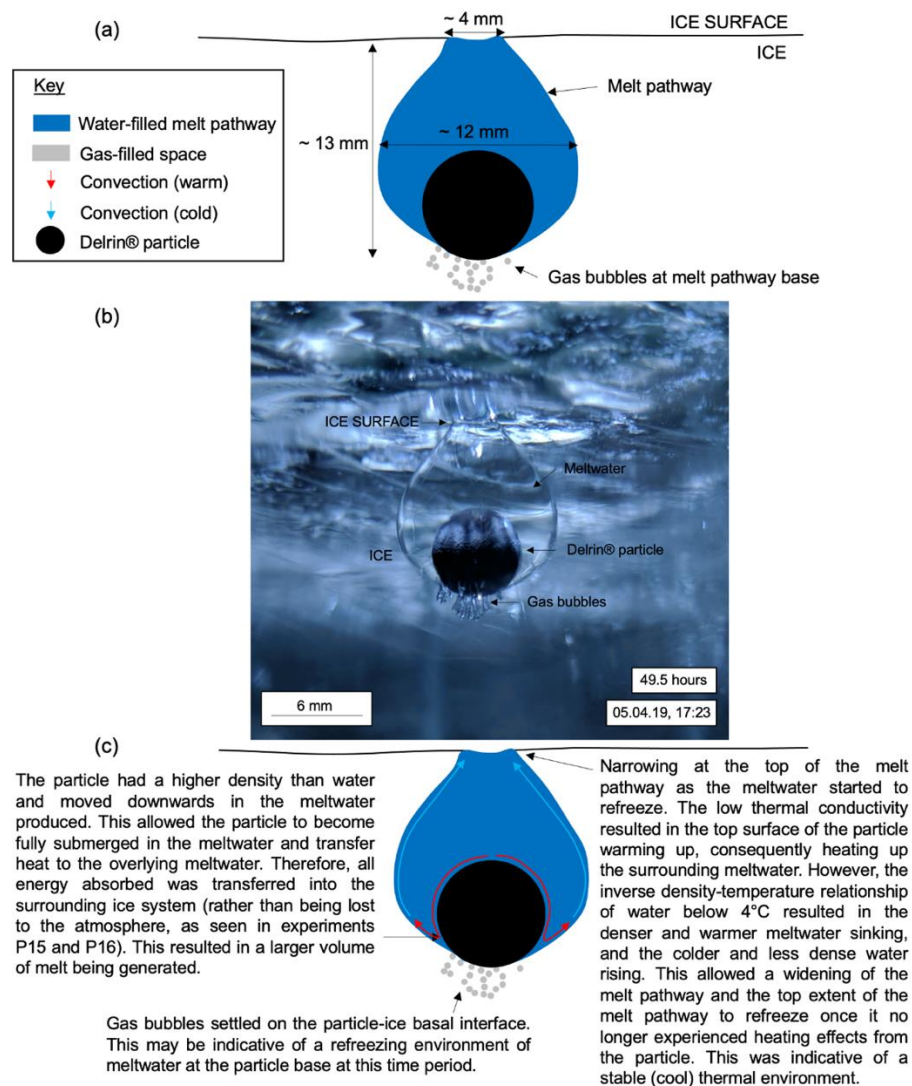 (a)
~ 4 mm
ICE SURFACE
ICE
Key
Water-filled melt pathway
Gas-filled space
Convection (warm)
Convection (cold)
Delrin® particle
~ 13 mm
~ 12 mm
Melt pathway
Gas bubbles at melt pathway base
(b)
ICE SURFACE
Meltwater
ICE
Delrin® particle
Gas bubbles
6 mm
49.5 hours
05.04.19, 17:23
(c)
The particle had a higher density than water
and moved downwards in the meltwater
produced. This allowed the particle to become
fully submerged in the meltwater and transfer
heat to the overlying meltwater. Therefore, all
energy absorbed was transferred into the
surrounding ice system (rather than being lost
to the atmosphere, as seen in experiments
P15 and P16). This resulted in a larger volume
of melt being generated.
Gas bubbles settled on the particle-ice basal interface.
This may be indicative of a refreezing environment of
meltwater at the particle base at this time period.
Narrowing at the top of the melt
pathway as the meltwater started to
refreeze. The low thermal conductivity
resulted in the top surface of the particle
warming up, consequently heating up
the surrounding meltwater. However, the
inverse density-temperature relationship
of water below 4°C resulted in the
denser and warmer meltwater sinking,
and the colder and less dense water
rising. This allowed a widening of the
melt pathway and the top extent of the
melt pathway to refreeze once it no
longer experienced heating effects from
the particle. This was indicative of a
stable (cool) thermal environment.